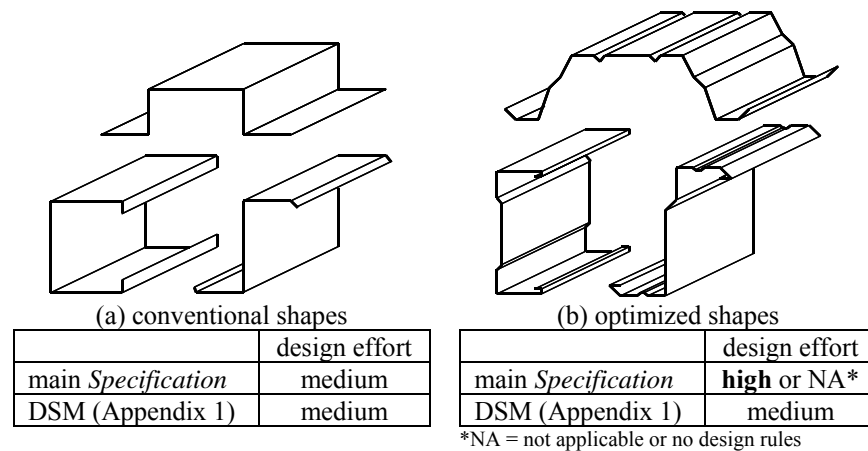 (a) conventional shapes
design effort
main Specification medium
DSM (Appendix 1) medium
(b) optimized shapes
design effort
main Specification high or NA*
DSM (Appendix 1) medium
*NA = not applicable or no design rules